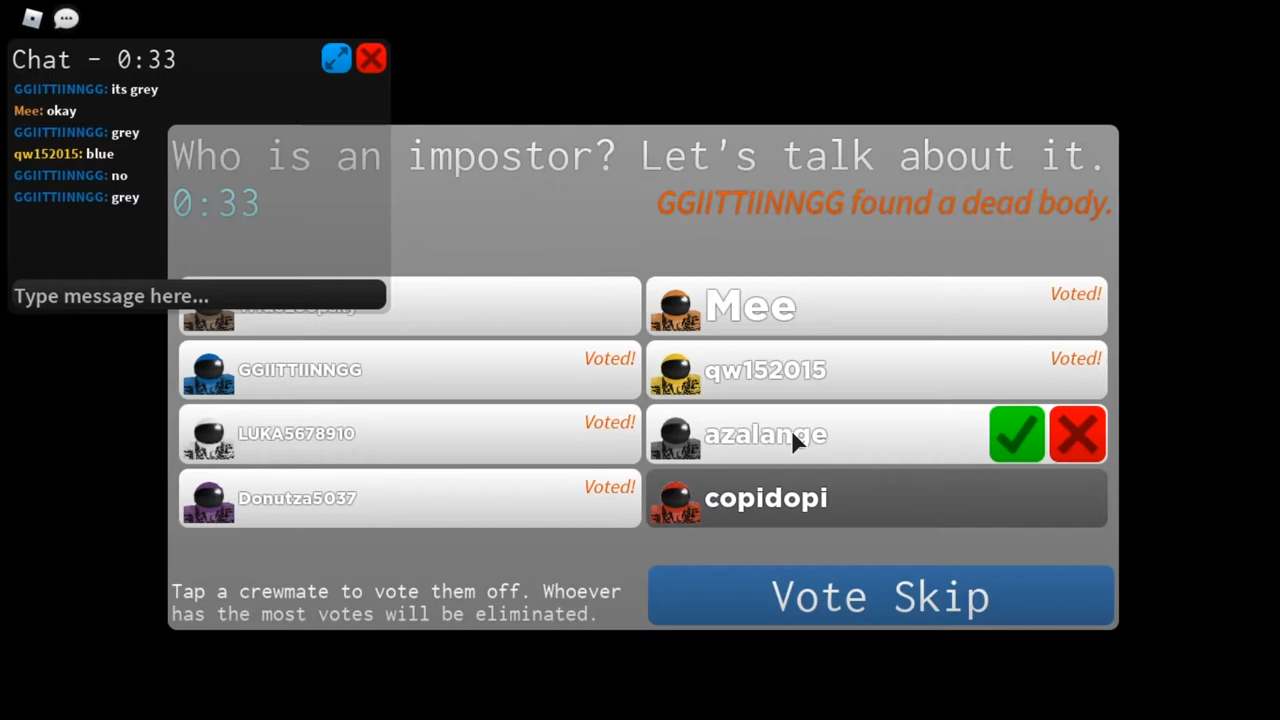 Chat - 0:33
GGIITTIINNGG: its grey
Mee: okay
GGIITTIINNGG: grey
qw152015: blue
GGIITTIINNGG: no
GGIITTIINNGG: grey
Type message here...
Who is an impostor? Let's talk about it.
0:33
GGIITTIINNGG found a dead body.
Mee
Voted!
GGIITTIINNGG
Voted!
qw152015
Voted!
LUKA5678910
Voted!
azalange
Donutza5037
Voted!
copidopi
Tap a crewmate to vote them off. Whoever
has the most votes will be eliminated.
Vote Skip